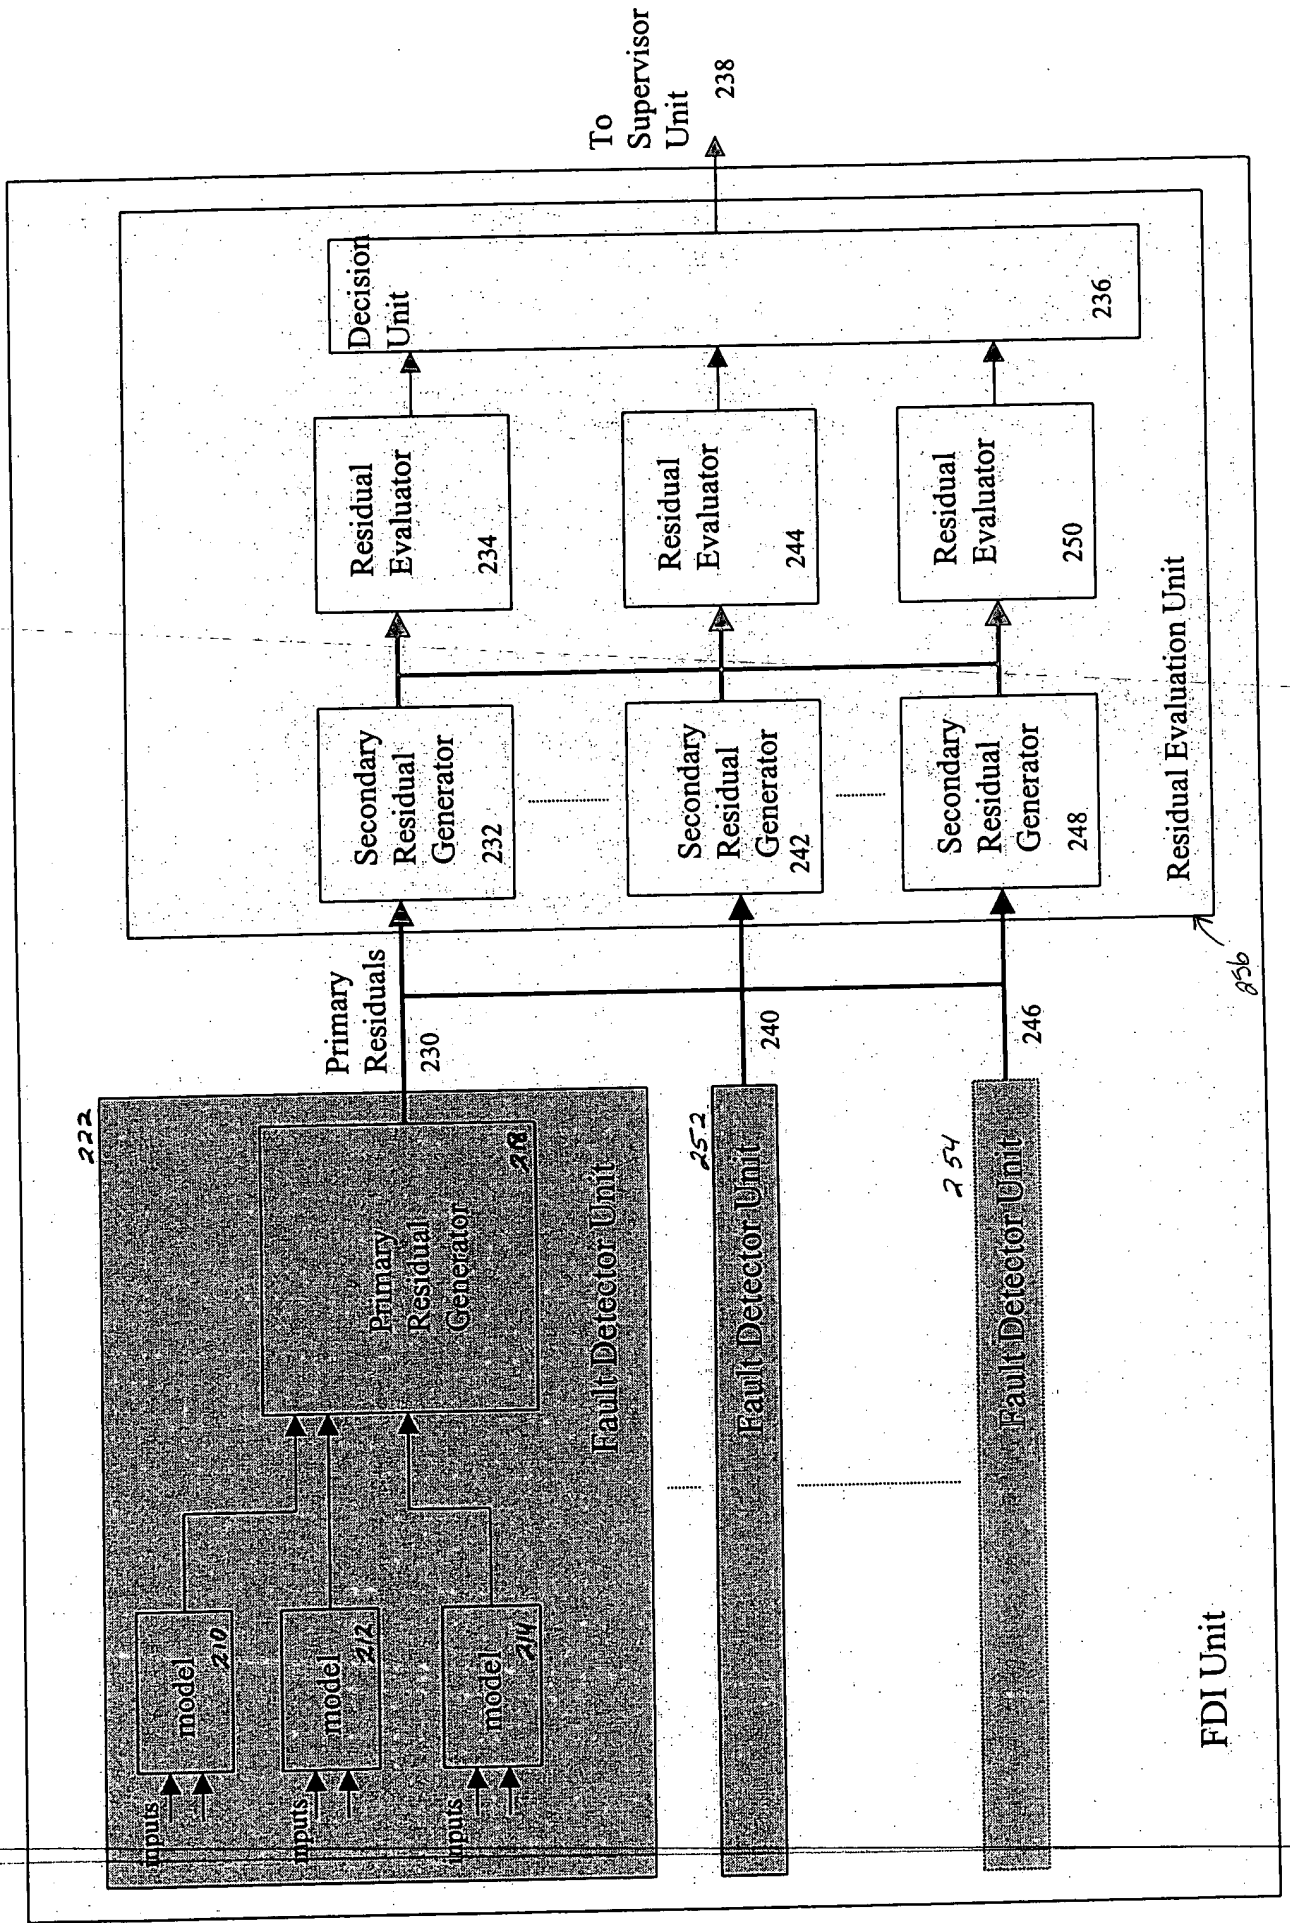 222
inputs
model
210
inputs
model
212
inputs
model
214
Primary
Residual
Generator
218
Fault Detector Unit
252
Fault Detector Unit
254
Fault Detector Unit
FDI Unit
Primary
Residuals
230
240
246
Secondary
Residual
Generator
232
Secondary
Residual
Generator
242
Secondary
Residual
Generator
248
Residual
Evaluator
234
Residual
Evaluator
244
Residual
Evaluator
250
Decision
Unit
236
Residual Evaluation Unit
256
To
Supervisor
Unit
238